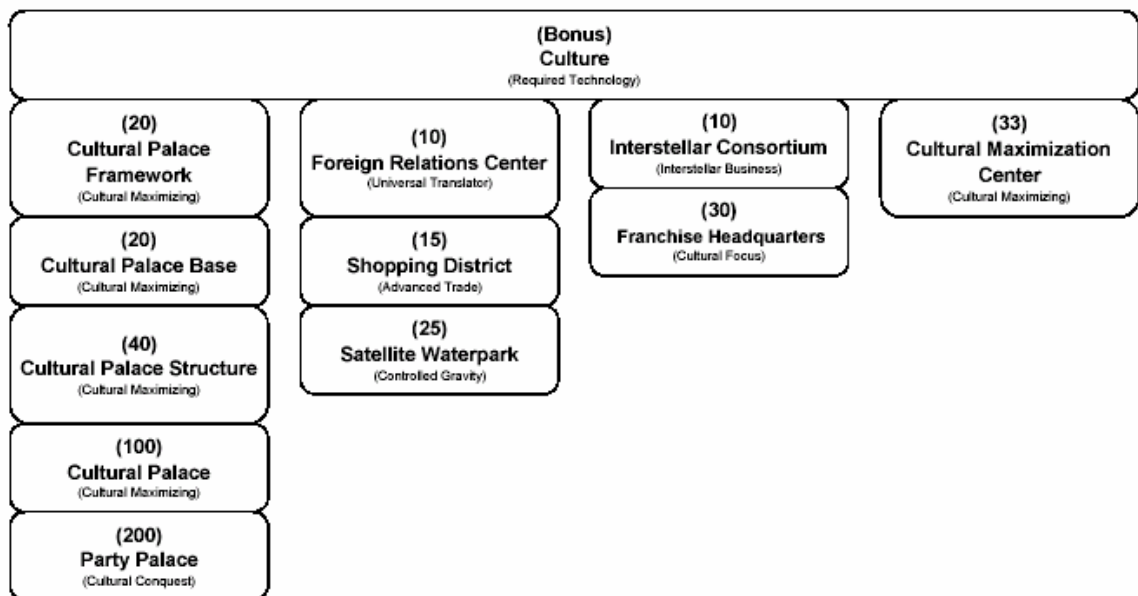 (Bonus)
Culture
(Required Technology)
(20)
Cultural Palace
Framework
(Cultural Maximizing)
(20)
Cultural Palace Base
(Cultural Maximizing)
(40)
Cultural Palace Structure
(Cultural Maximizing)
(100)
Cultural Palace
(Cultural Maximizing)
(200)
Party Palace
(Cultural Conquest)
(10)
Foreign Relations Center
(Universal Translator)
(15)
Shopping District
(Advanced Trade)
(25)
Satellite Waterpark
(Controlled Gravity)
(10)
Interstellar Consortium
(Interstellar Business)
(30)
Franchise Headquarters
(Cultural Focus)
(33)
Cultural Maximization
Center
(Cultural Maximizing)